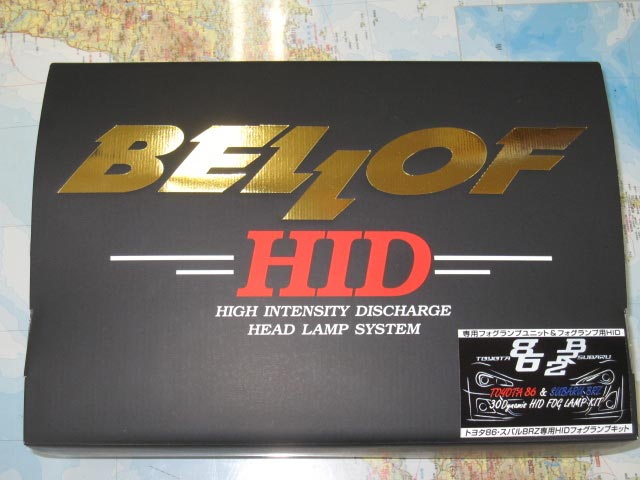 BELLOF
HID
HIGH INTENSITY DISCHARGE
HEAD LAMP SYSTEM
専用フォグランプユニット&フォグランプ用HID
TOYOTA 86 BRZ SUBARU
TOYOTA 86 & SUBARU BRZ
30Dynamic HID FOG LAMP KIT
トヨタ86・スバルBRZ専用HIDフォグランプキット